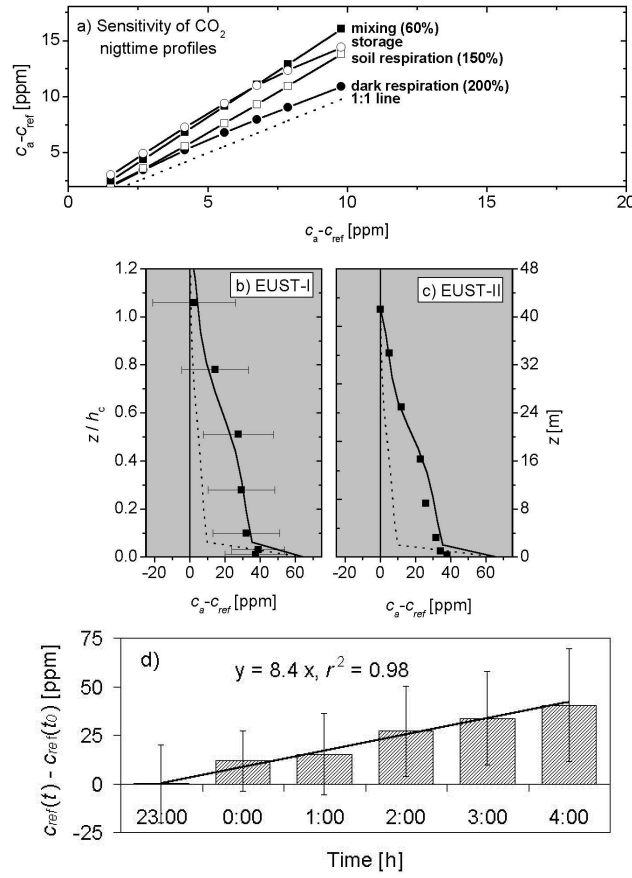 a) Sensitivity of CO2
nigttime profiles
mixing (60%)
storage
soil respiration (150%)
dark respiration (200%)
1:1 line
ca-cref [ppm]
15
10
5
0 5 10 15 20
ca-cref [ppm]
b) EUST-I
c) EUST-II
z / hc
1.2
1.0
0.8
0.6
0.4
0.2
0.0
z [m]
48
40
32
24
16
8
0
-20 0 20 40 60
-20 0 20 40 60
ca-cref [ppm]
ca-cref [ppm]
d)
y = 8.4 x, r2 = 0.98
cref(t) - cref(t0) [ppm]
75
50
25
0
-25
23:00 0:00 1:00 2:00 3:00 4:00
Time [h]